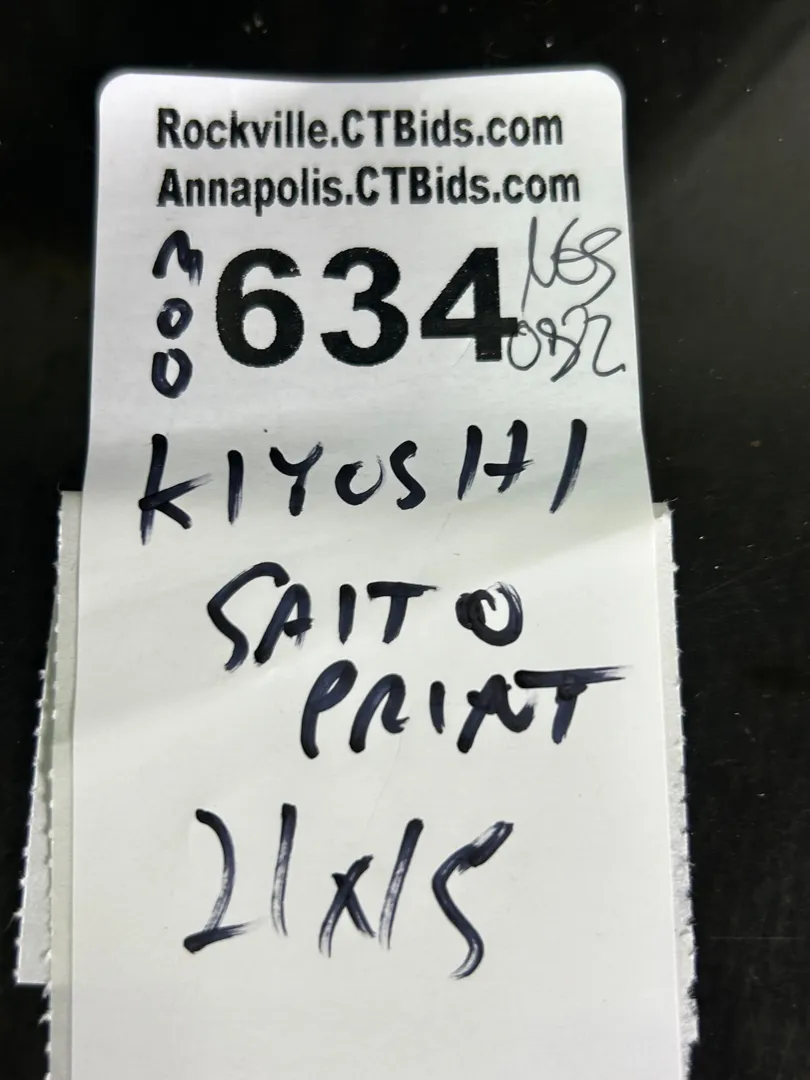 Rockville.CTBids.com
Annapolis.CTBids.com
634
KIYOSHI
SAITO
PRINT
21x15